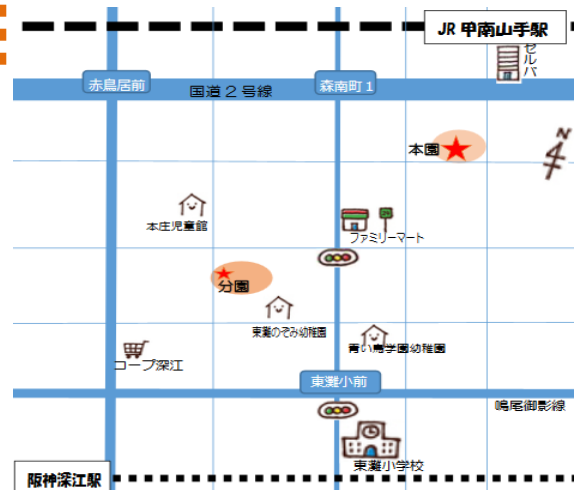 JR 甲南山手駅
セルバ
赤鳥居前
国道２号線
森南町１
本園
N
本庄児童館
ファミリーマート
分園
東灘のぞみ幼稚園
青い鳥学園幼稚園
コープ深江
東灘小前
鳴尾御影線
東灘小学校
阪神深江駅